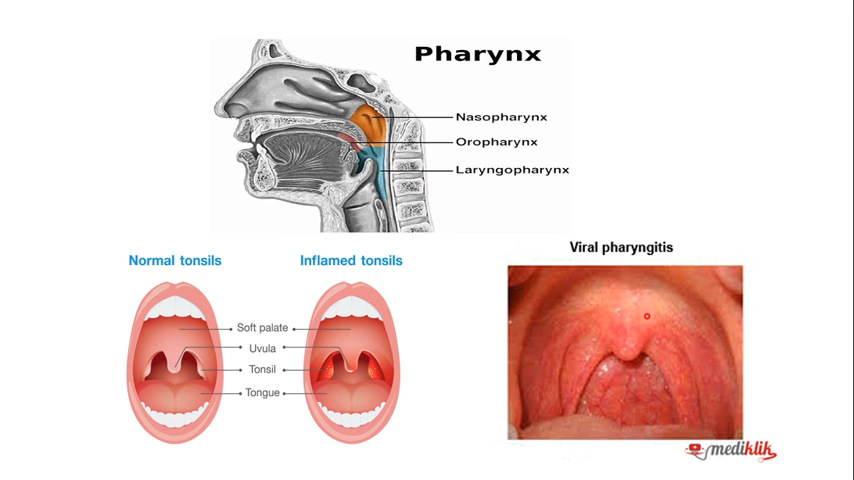 Pharynx
Nasopharynx
Oropharynx
Laryngopharynx
Normal tonsils
Inflamed tonsils
Soft palate
Uvula
Tonsil
Tongue
Viral pharyngitis
mediklik